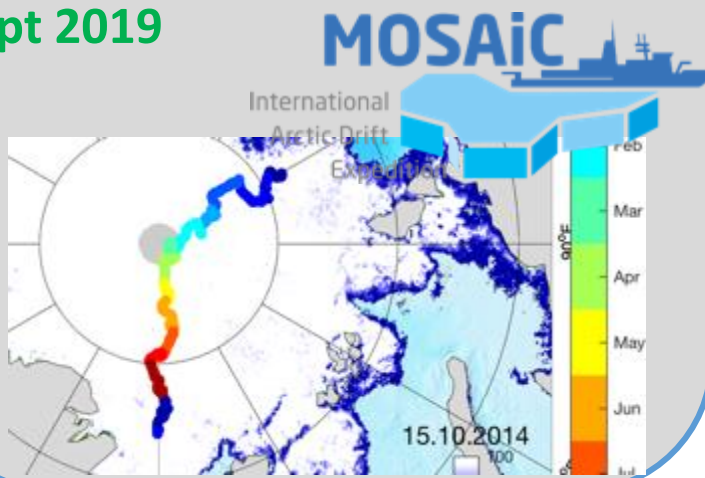 pt 2019
MOSAiC
International
Arctic Drift
Expedition
Feb
Mar
90°E
Apr
May
Jun
15.10.2014
100
Jul